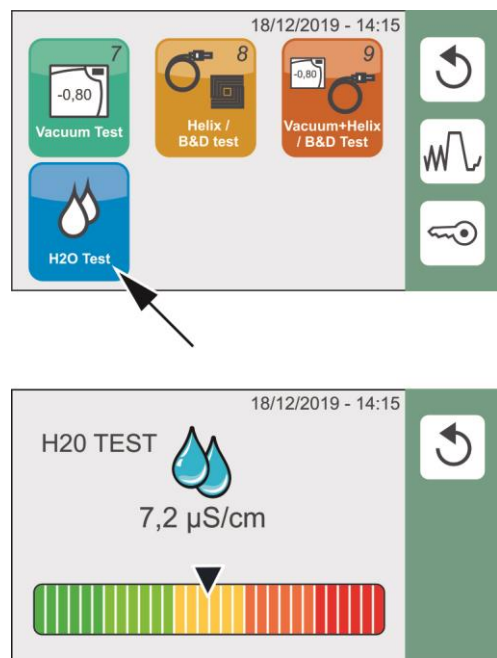 18/12/2019 - 14:15
7
-0,80
Vacuum Test
8
Helix /
B&D test
9
-0,80
Vacuum+Helix
/ B&D Test
H2O Test
18/12/2019 - 14:15
H20 TEST
7,2 µS/cm